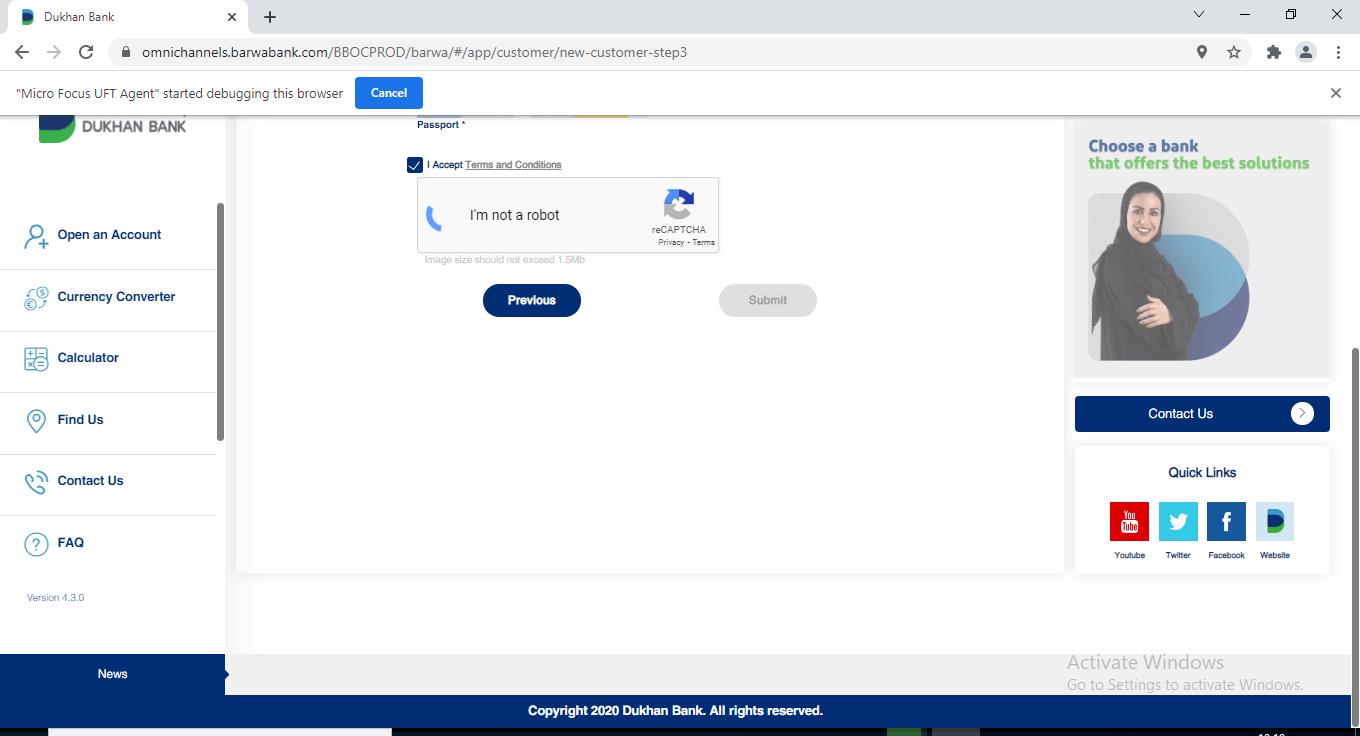 Dukhan Bank
omnichannels.barwabank.com/BBOCPROD/barwa/#/app/customer/new-customer-step3
"Micro Focus UFT Agent" started debugging this browser
Cancel
DUKHAN BANK
Open an Account
Currency Converter
Calculator
Find Us
Contact Us
FAQ
Version 4.3.0
News
Passport *
I Accept Terms and Conditions
I'm not a robot
reCAPTCHA
Privacy - Terms
Image size should not exceed 1.5Mb
Previous
Submit
Choose a bank
that offers the best solutions
Contact Us
Quick Links
You
Tube
Youtube
Twitter
Facebook
Website
Activate Windows
Go to Settings to activate Windows.
Copyright 2020 Dukhan Bank. All rights reserved.